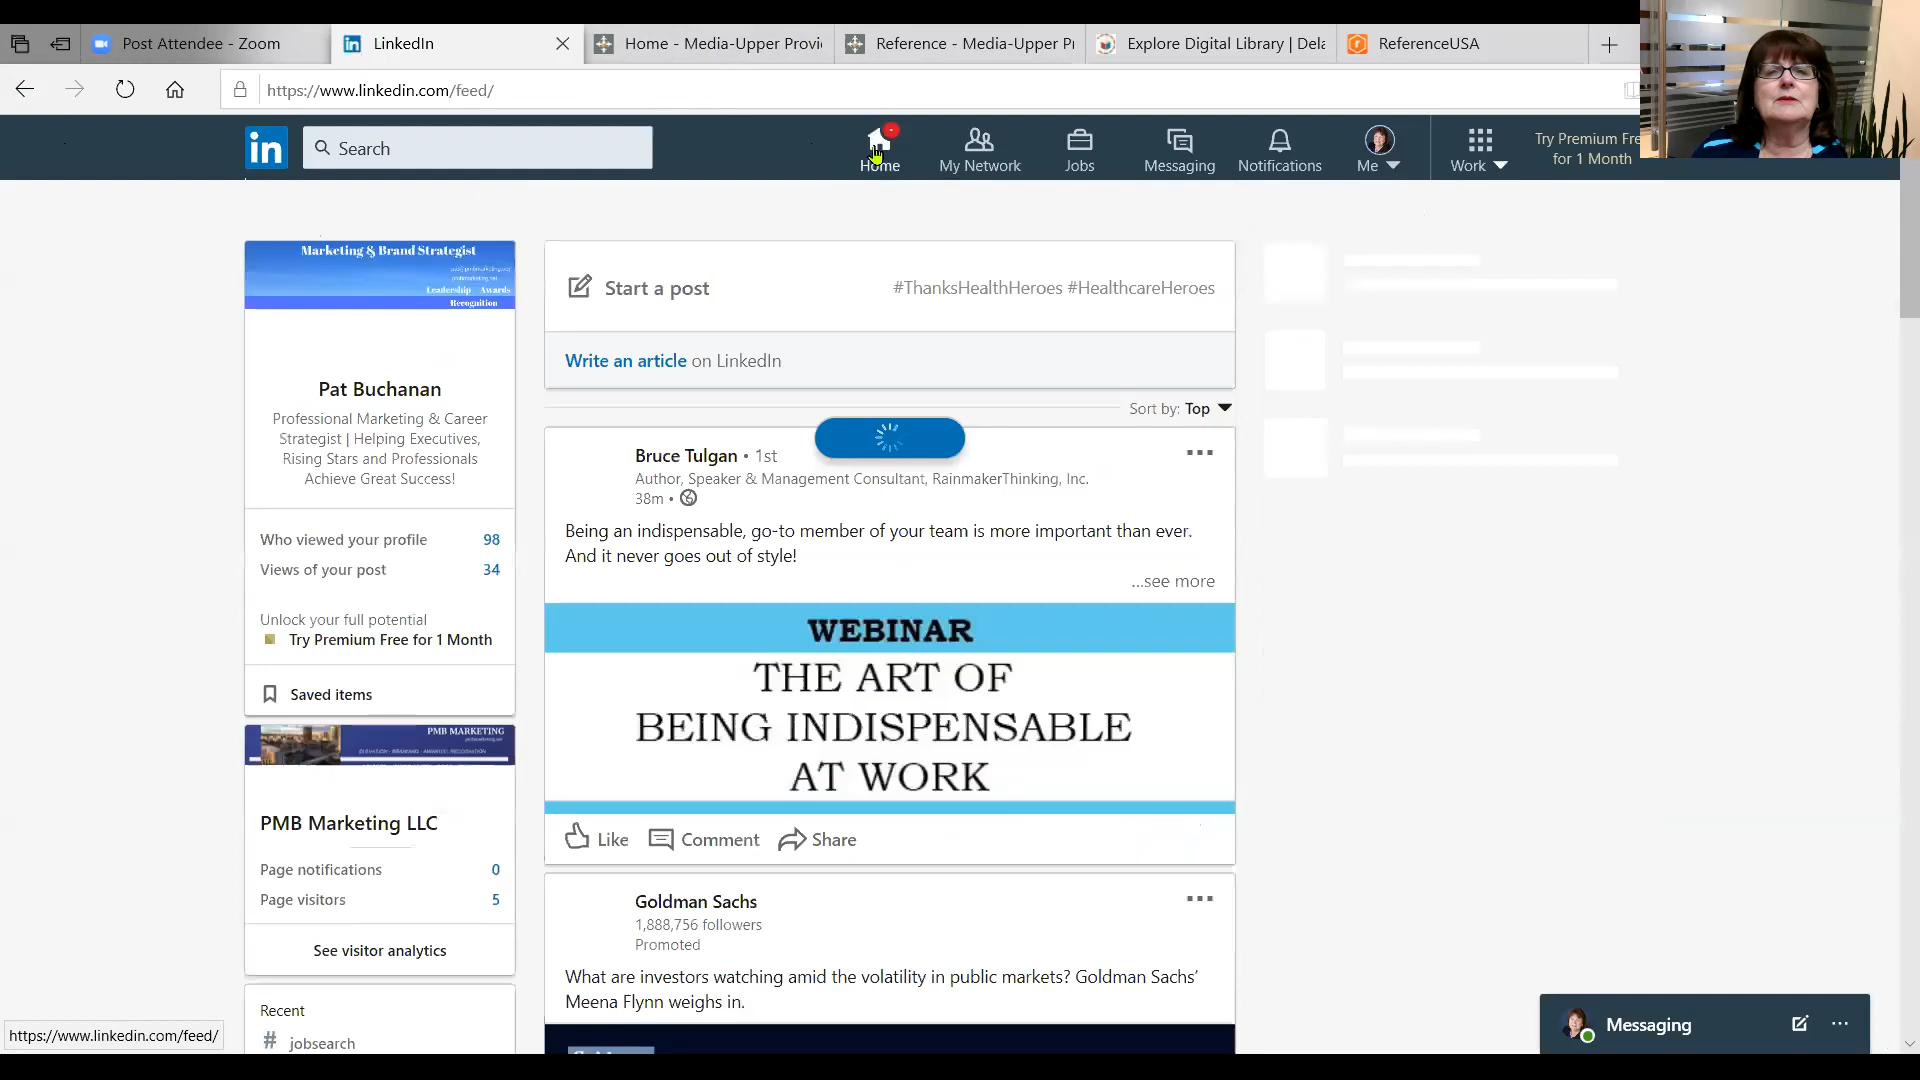 Post Attendee - Zoom
LinkedIn
Home - Media-Upper Provi
Reference - Media-Upper Pr
Explore Digital Library | Dela
ReferenceUSA
https://www.linkedin.com/feed/
in
Search
Home
My Network
Jobs
Messaging
Notifications
Me
Work
Try Premium Fre
for 1 Month
Marketing & Brand Strategist
Leadership Awards
Recognition
Pat Buchanan
Professional Marketing & Career
Strategist | Helping Executives,
Rising Stars and Professionals
Achieve Great Success!
Who viewed your profile 98
Views of your post 34
Unlock your full potential
Try Premium Free for 1 Month
Saved items
PMB MARKETING
PMB Marketing LLC
Page notifications 0
Page visitors 5
See visitor analytics
Recent
# jobsearch
Start a post
#ThanksHealthHeroes #HealthcareHeroes
Write an article on LinkedIn
Sort by: Top
Bruce Tulgan • 1st
Author, Speaker & Management Consultant, RainmakerThinking, Inc.
38m •
Being an indispensable, go-to member of your team is more important than ever.
And it never goes out of style!
...see more
WEBINAR
THE ART OF
BEING INDISPENSABLE
AT WORK
Like Comment Share
Goldman Sachs
1,888,756 followers
Promoted
What are investors watching amid the volatility in public markets? Goldman Sachs'
Meena Flynn weighs in.
Messaging
https://www.linkedin.com/feed/